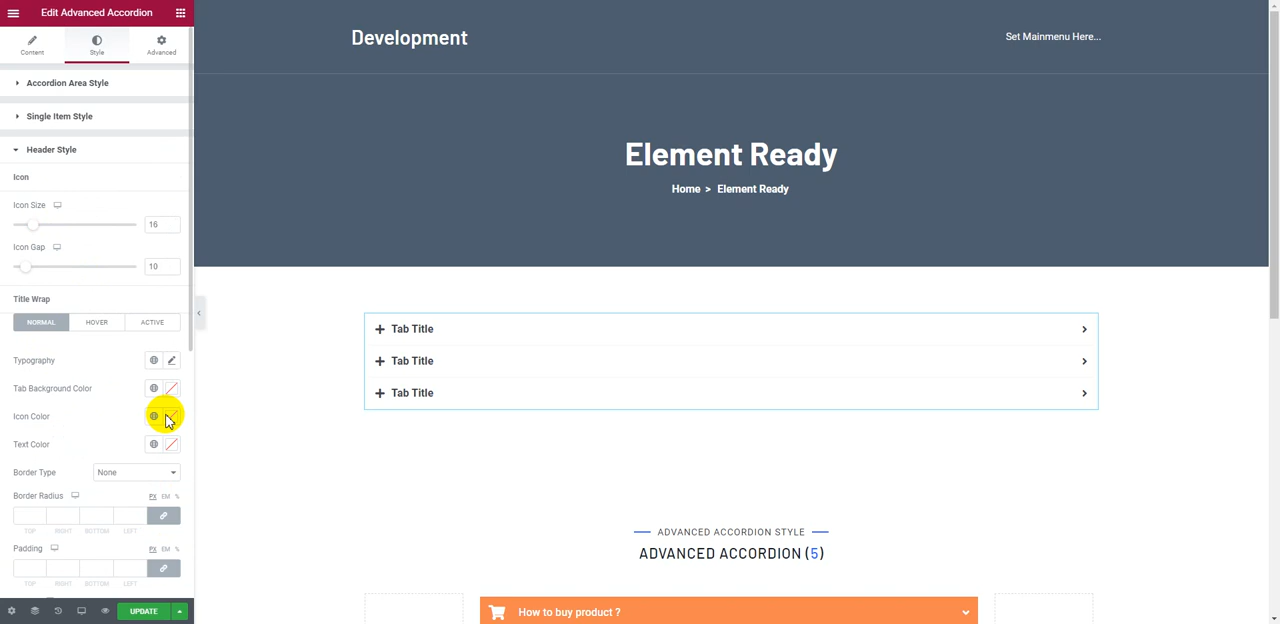 Edit Advanced Accordion
Content
Style
Advanced
Accordion Area Style
Single Item Style
Header Style
Icon
Icon Size
16
Icon Gap
10
Title Wrap
NORMAL
HOVER
ACTIVE
Typography
Tab Background Color
Icon Color
Text Color
Border Type
None
Border Radius
PX EM %
TOP RIGHT BOTTOM LEFT
Padding
PX EM %
TOP RIGHT BOTTOM LEFT
UPDATE
Development
Set Mainmenu Here...
Element Ready
Home > Element Ready
Tab Title
Tab Title
Tab Title
ADVANCED ACCORDION STYLE
ADVANCED ACCORDION (5)
How to buy product ?